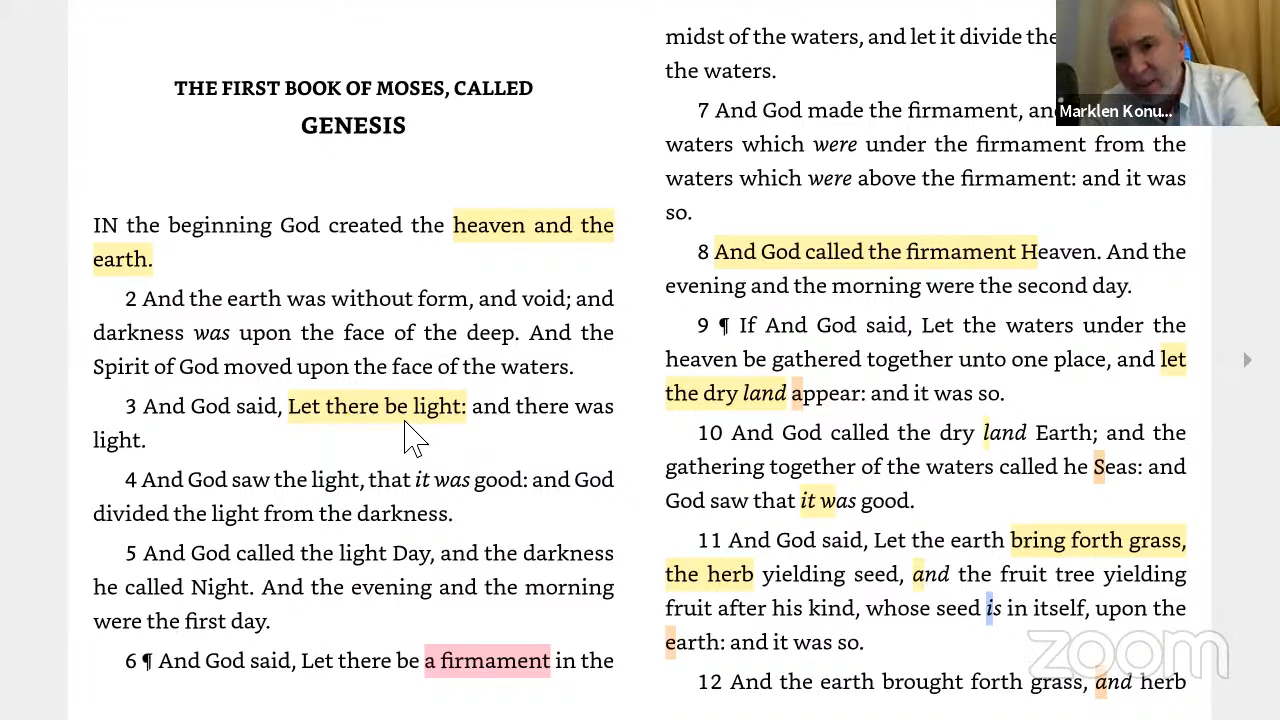 THE FIRST BOOK OF MOSES, CALLED
GENESIS
IN the beginning God created the heaven and the
earth.
2 And the earth was without form, and void; and
darkness was upon the face of the deep. And the
Spirit of God moved upon the face of the waters.
3 And God said, Let there be light: and there was
light.
4 And God saw the light, that it was good: and God
divided the light from the darkness.
5 And God called the light Day, and the darkness
he called Night. And the evening and the morning
were the first day.
6 ¶ And God said, Let there be a firmament in the
midst of the waters, and let it divide the
the waters.
7 And God made the firmament, and
waters which were under the firmament from the
waters which were above the firmament: and it was
so.
8 And God called the firmament Heaven. And the
evening and the morning were the second day.
9 ¶ If And God said, Let the waters under the
heaven be gathered together unto one place, and let
the dry land appear: and it was so.
10 And God called the dry land Earth; and the
gathering together of the waters called he Seas: and
God saw that it was good.
11 And God said, Let the earth bring forth grass,
the herb yielding seed, and the fruit tree yielding
fruit after his kind, whose seed is in itself, upon the
earth: and it was so.
12 And the earth brought forth grass, and herb
Marklen Konu...
zoom